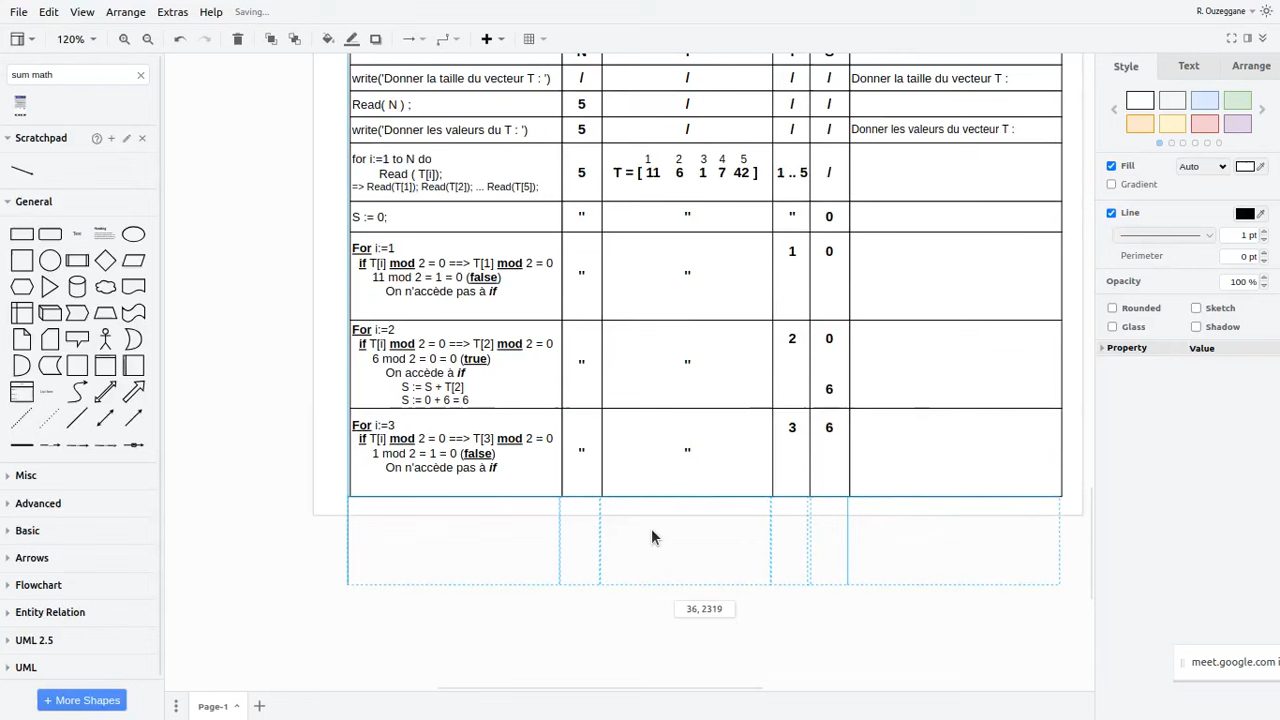 File Edit View Arrange Extras Help Saving... R. Ouzeggane
120%
sum math
Scratchpad
General
Text
Heading
Misc
Advanced
Basic
Arrows
Flowchart
Entity Relation
UML 2.5
UML
+ More Shapes
write('Donner la taille du vecteur T : ') / / / / Donner la taille du vecteur T :
Read( N ) ; 5 / / /
write('Donner les valeurs du T : ') 5 / / / Donner les valeurs du vecteur T :
for i:=1 to N do
Read ( T[i]);
=> Read(T[1]); Read(T[2]); ... Read(T[5]);
5
1 2 3 4 5
T = [ 11 6 1 7 42 ]
1 .. 5 /
S := 0; " " " 0
For i:=1
if T[i] mod 2 = 0 ==> T[1] mod 2 = 0
11 mod 2 = 1 = 0 (false)
On n'accède pas à if
" " 1 0
For i:=2
if T[i] mod 2 = 0 ==> T[2] mod 2 = 0
6 mod 2 = 0 = 0 (true)
On accède à if
S := S + T[2]
S := 0 + 6 = 6
" " 2 0
6
For i:=3
if T[i] mod 2 = 0 ==> T[3] mod 2 = 0
1 mod 2 = 1 = 0 (false)
On n'accède pas à if
" " 3 6
36, 2319
Page-1
Style Text Arrange
Fill Auto
Gradient
Line
1 pt
Perimeter 0 pt
Opacity 100 %
Rounded Sketch
Glass Shadow
Property Value
meet.google.com i